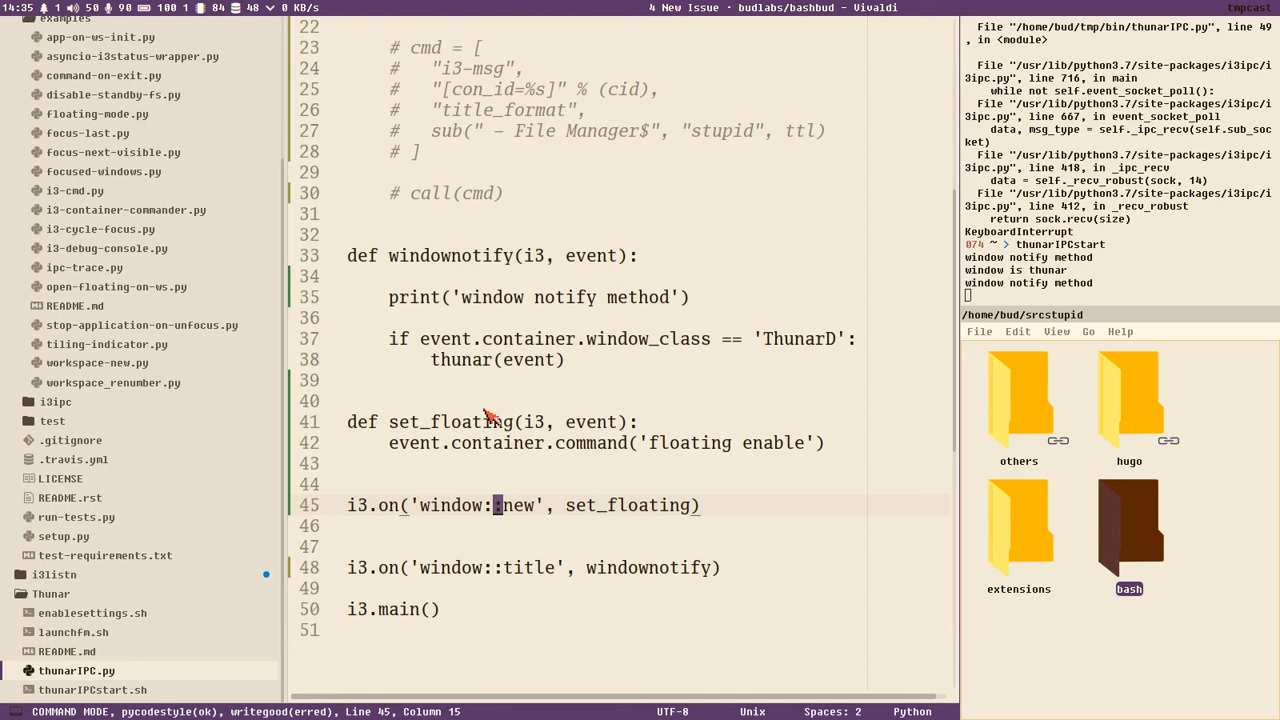 14:35 1 50 90 100 1 84 48 0 KB/s
4 New Issue · budlabs/bashbud - Vivaldi
tmpcast
examples
app-on-ws-init.py
asyncio-i3status-wrapper.py
command-on-exit.py
disable-standby-fs.py
floating-mode.py
focus-last.py
focus-next-visible.py
focused-windows.py
i3-cmd.py
i3-container-commander.py
i3-cycle-focus.py
i3-debug-console.py
ipc-trace.py
open-floating-on-ws.py
README.md
stop-application-on-unfocus.py
tiling-indicator.py
workspace-new.py
workspace_renumber.py
i3ipc
test
.gitignore
.travis.yml
LICENSE
README.rst
run-tests.py
setup.py
test-requirements.txt
i3listn
Thunar
enablesettings.sh
launchfm.sh
README.md
thunarIPC.py
thunarIPCstart.sh
22
23 # cmd = [
24 # "i3-msg",
25 # "[con_id=%s]" % (cid),
26 # "title_format",
27 # sub(" - File Manager$", "stupid", ttl)
28 # ]
29
30 # call(cmd)
31
32
33 def windownotify(i3, event):
34
35 print('window notify method')
36
37 if event.container.window_class == 'ThunarD':
38 thunar(event)
39
40
41 def set_floating(i3, event):
42 event.container.command('floating enable')
43
44
45 i3.on('window::new', set_floating)
46
47
48 i3.on('window::title', windownotify)
49
50 i3.main()
51
File "/home/bud/tmp/bin/thunarIPC.py", line 49
, in <module>
File "/usr/lib/python3.7/site-packages/i3ipc/i
3ipc.py", line 716, in main
while not self.event_socket_poll():
File "/usr/lib/python3.7/site-packages/i3ipc/i
3ipc.py", line 667, in event_socket_poll
data, msg_type = self._ipc_recv(self.sub_soc
ket)
File "/usr/lib/python3.7/site-packages/i3ipc/i
3ipc.py", line 418, in _ipc_recv
data = self._recv_robust(sock, 14)
File "/usr/lib/python3.7/site-packages/i3ipc/i
3ipc.py", line 412, in _recv_robust
return sock.recv(size)
KeyboardInterrupt
074 ~ > thunarIPCstart
window notify method
window is thunar
window notify method
/home/bud/srcstupid
File Edit View Go Help
others hugo
extensions bash
COMMAND MODE, pycodestyle(ok), writegood(erred), Line 45, Column 15
UTF-8 Unix Spaces: 2 Python